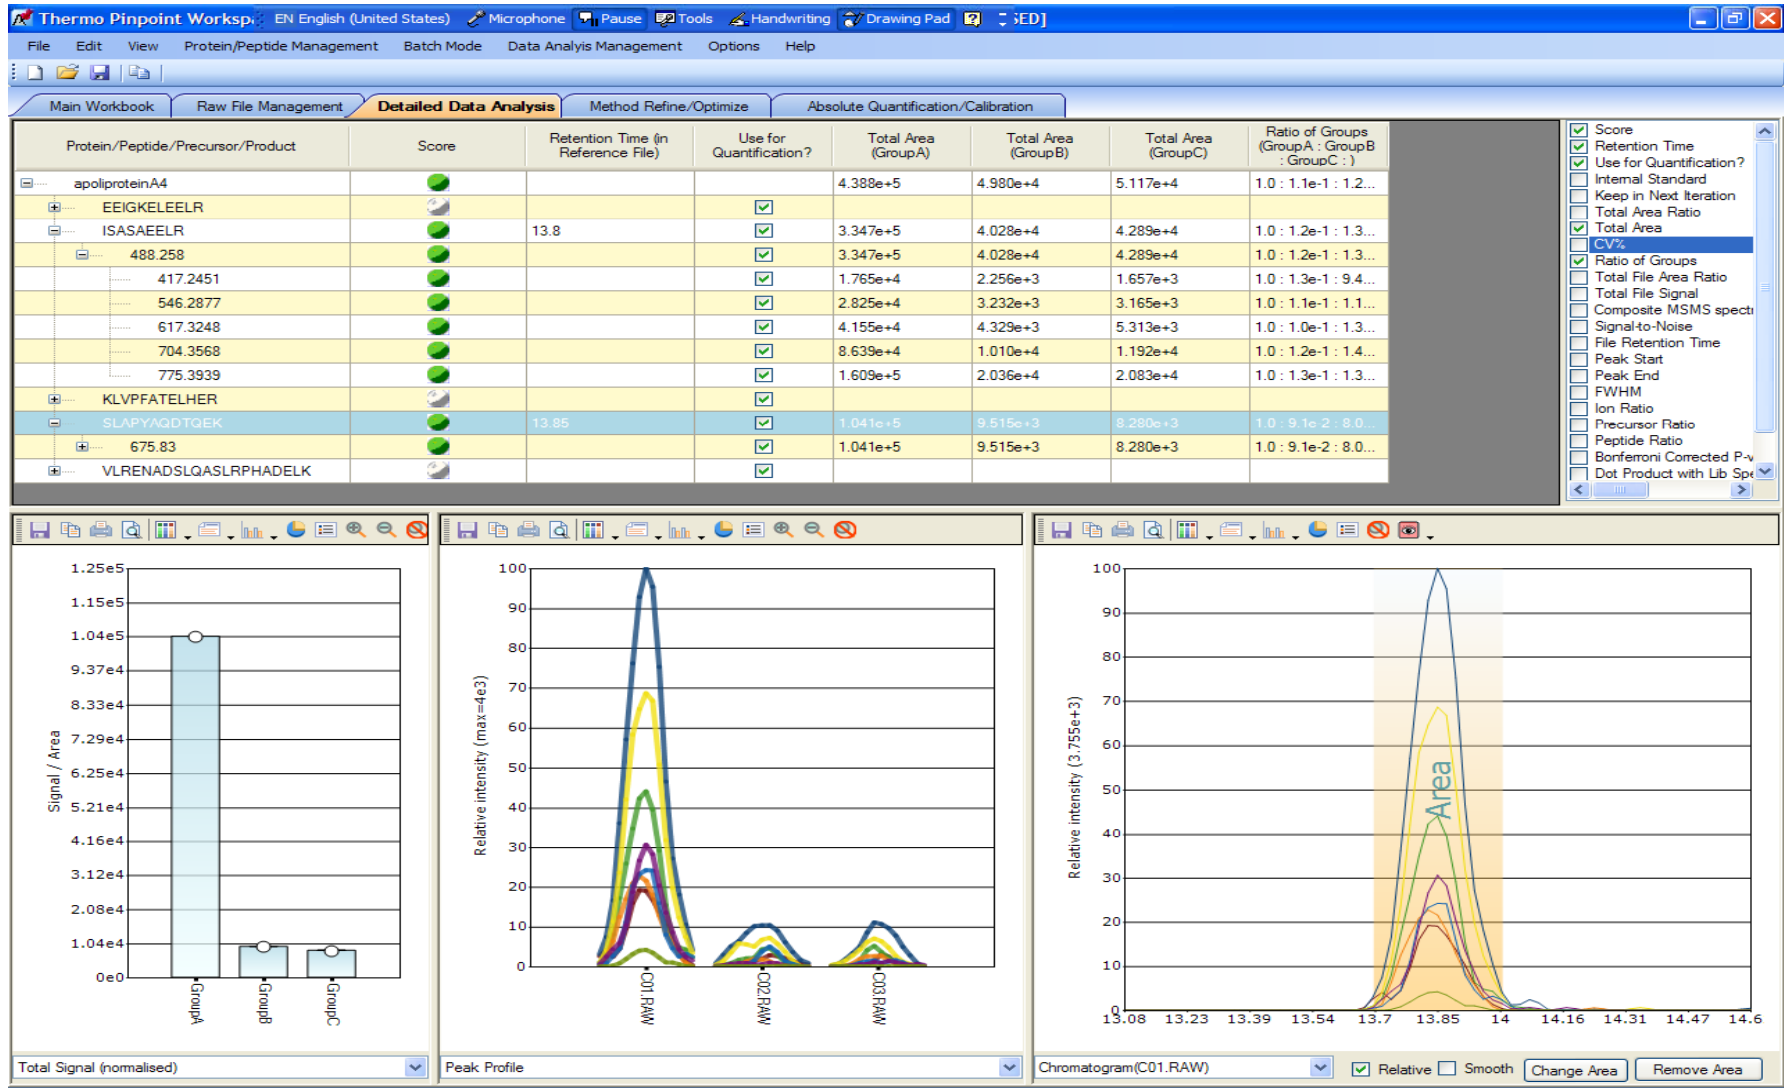 Thermo Pinpoint Worksp EN English (United States) Microphone Pause Tools Handwriting Drawing Pad SED]
File Edit View Protein/Peptide Management Batch Mode Data Analyis Management Options Help
Main Workbook Raw File Management Detailed Data Analysis Method Refine/Optimize Absolute Quantification/Calibration
Protein/Peptide/Precursor/Product Score Retention Time (in Reference File) Use for Quantification? Total Area (GroupA) Total Area (GroupB) Total Area (GroupC) Ratio of Groups (GroupA : GroupB : GroupC : )
apoliproteinA4 4.388e+5 4.980e+4 5.117e+4 1.0 : 1.1e-1 : 1.2...
EEIGKELEELR
ISASAEELR 13.8 3.347e+5 4.028e+4 4.289e+4 1.0 : 1.2e-1 : 1.3...
488.258 3.347e+5 4.028e+4 4.289e+4 1.0 : 1.2e-1 : 1.3...
417.2451 1.765e+4 2.256e+3 1.657e+3 1.0 : 1.3e-1 : 9.4...
546.2877 2.825e+4 3.232e+3 3.165e+3 1.0 : 1.1e-1 : 1.1...
617.3248 4.155e+4 4.329e+3 5.313e+3 1.0 : 1.0e-1 : 1.3...
704.3568 8.639e+4 1.010e+4 1.192e+4 1.0 : 1.2e-1 : 1.4...
775.3939 1.609e+5 2.036e+4 2.083e+4 1.0 : 1.3e-1 : 1.3...
KLVPFATELHER
SLAPYAQDTQEK 13.85 1.041e+5 9.515e+3 8.280e+3 1.0 : 9.1e-2 : 8.0...
675.83 1.041e+5 9.515e+3 8.280e+3 1.0 : 9.1e-2 : 8.0...
VLRENADSLQASLRPHADELK
Score
Retention Time
Use for Quantification?
Internal Standard
Keep in Next Iteration
Total Area Ratio
Total Area
CV%
Ratio of Groups
Total File Area Ratio
Total File Signal
Composite MSMS spectr
Signal-to-Noise
File Retention Time
Peak Start
Peak End
FWHM
Ion Ratio
Precursor Ratio
Peptide Ratio
Bonferroni Corrected P-v
Dot Product with Lib Spe
1.25e5
1.15e5
1.04e5
9.37e4
8.33e4
7.29e4
6.25e4
5.21e4
4.16e4
3.12e4
2.08e4
1.04e4
0e0
Signal / Area
GroupA GroupB GroupC
Total Signal (normalised)
100
90
80
70
60
50
40
30
20
10
0
Relative intensity (max=4e3)
C01.RAW C02.RAW C03.RAW
Peak Profile
100
90
80
70
60
50
40
30
20
10
0
Relative intensity (3.755e+3)
Area
13.08 13.23 13.39 13.54 13.7 13.85 14 14.16 14.31 14.47 14.6
Chromatogram(C01.RAW) Relative Smooth Change Area Remove Area